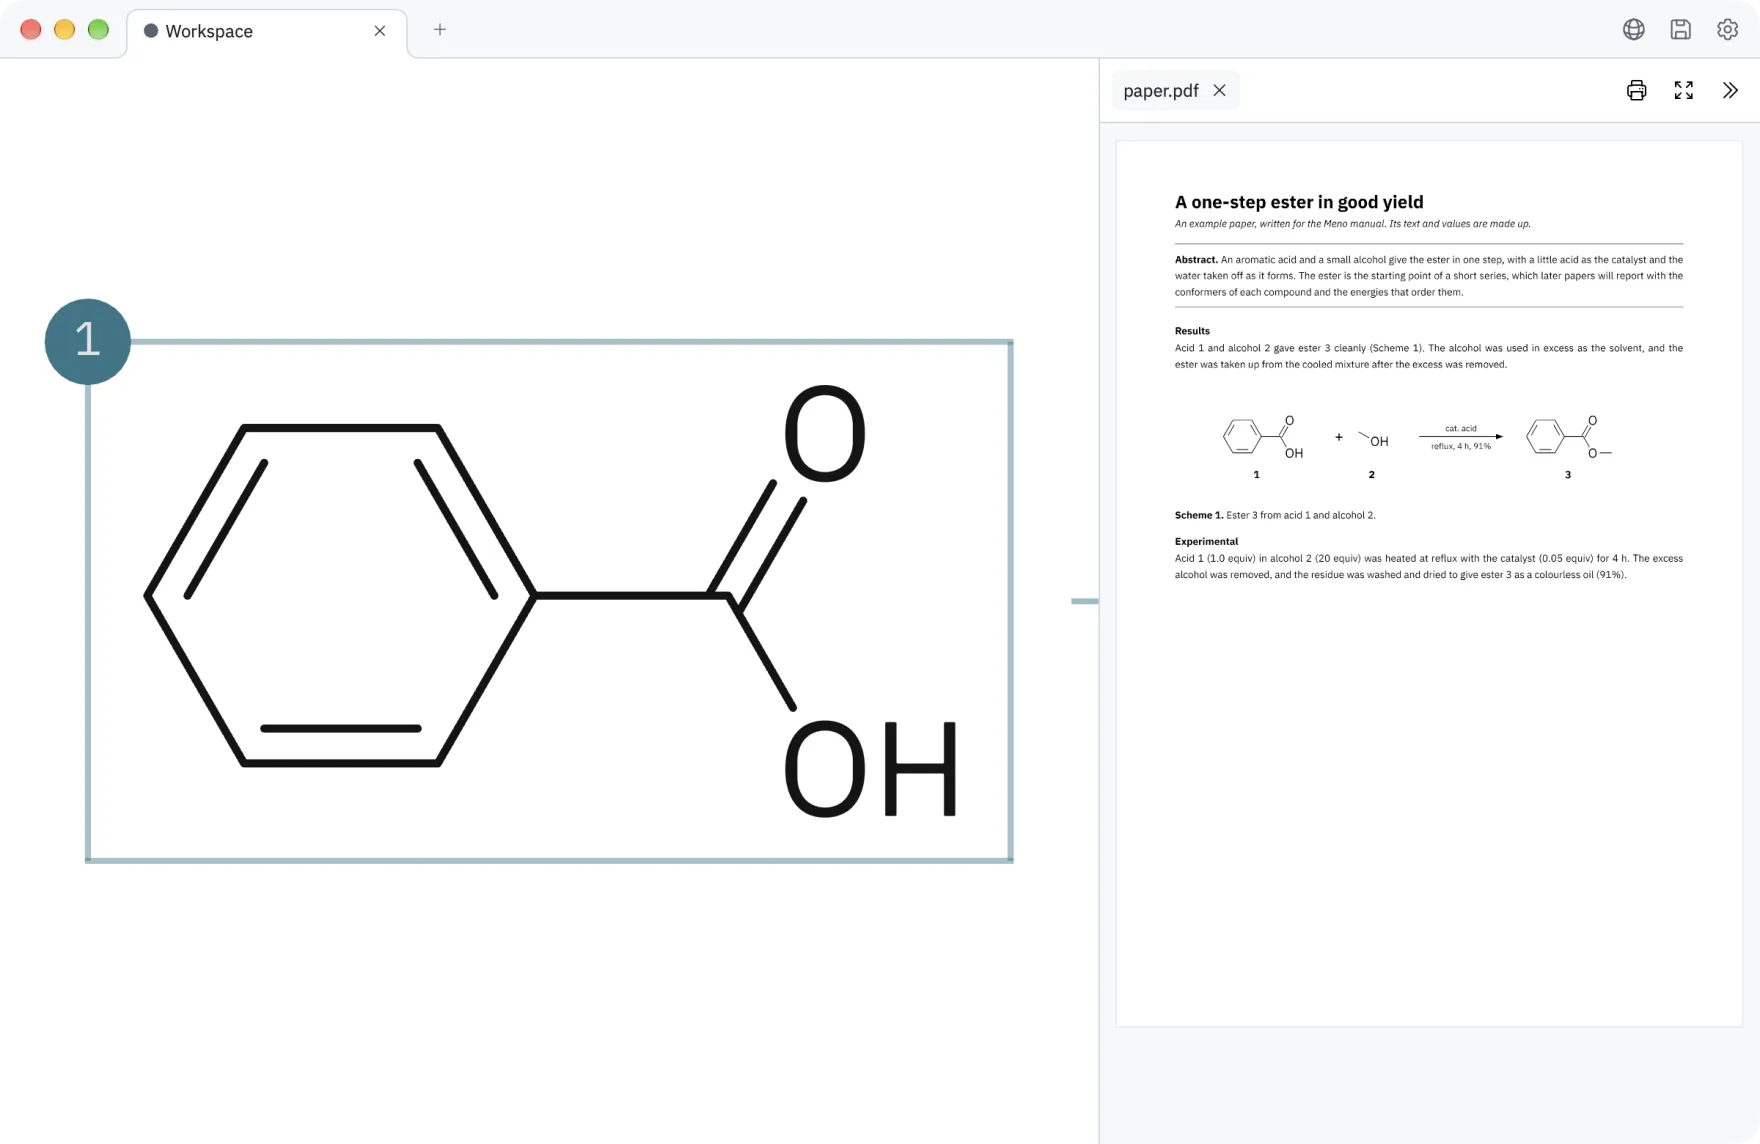 Workspace
paper.pdf
1
O
OH
A one-step ester in good yield
An example paper, written for the Meno manual. Its text and values are made up.
Abstract. An aromatic acid and a small alcohol give the ester in one step, with a little acid as the catalyst and the
water taken off as it forms. The ester is the starting point of a short series, which later papers will report with the
conformers of each compound and the energies that order them.
Results
Acid 1 and alcohol 2 gave ester 3 cleanly (Scheme 1). The alcohol was used in excess as the solvent, and the
ester was taken up from the cooled mixture after the excess was removed.
O
OH
1
+
OH
2
cat. acid
reflux, 4 h, 91%
O
O
3
Scheme 1. Ester 3 from acid 1 and alcohol 2.
Experimental
Acid 1 (1.0 equiv) in alcohol 2 (20 equiv) was heated at reflux with the catalyst (0.05 equiv) for 4 h. The excess
alcohol was removed, and the residue was washed and dried to give ester 3 as a colourless oil (91%).